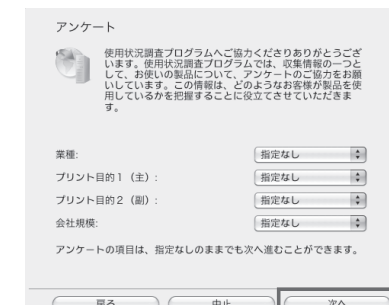 アンケート
使用状況調査プログラムへご協力くださりありがとうござ
います。使用状況調査プログラムでは、収集情報の一つと
して、お使いの製品について、アンケートのご協力をお願
いしています。この情報は、どのようなお客様が製品を使
用しているかを把握することに役立てさせていただきま
す。
業種: 指定なし
プリント目的1(主): 指定なし
プリント目的2(副): 指定なし
会社規模: 指定なし
アンケートの項目は、指定なしのままでも次へ進むことができます。
戻る 中止 次へ